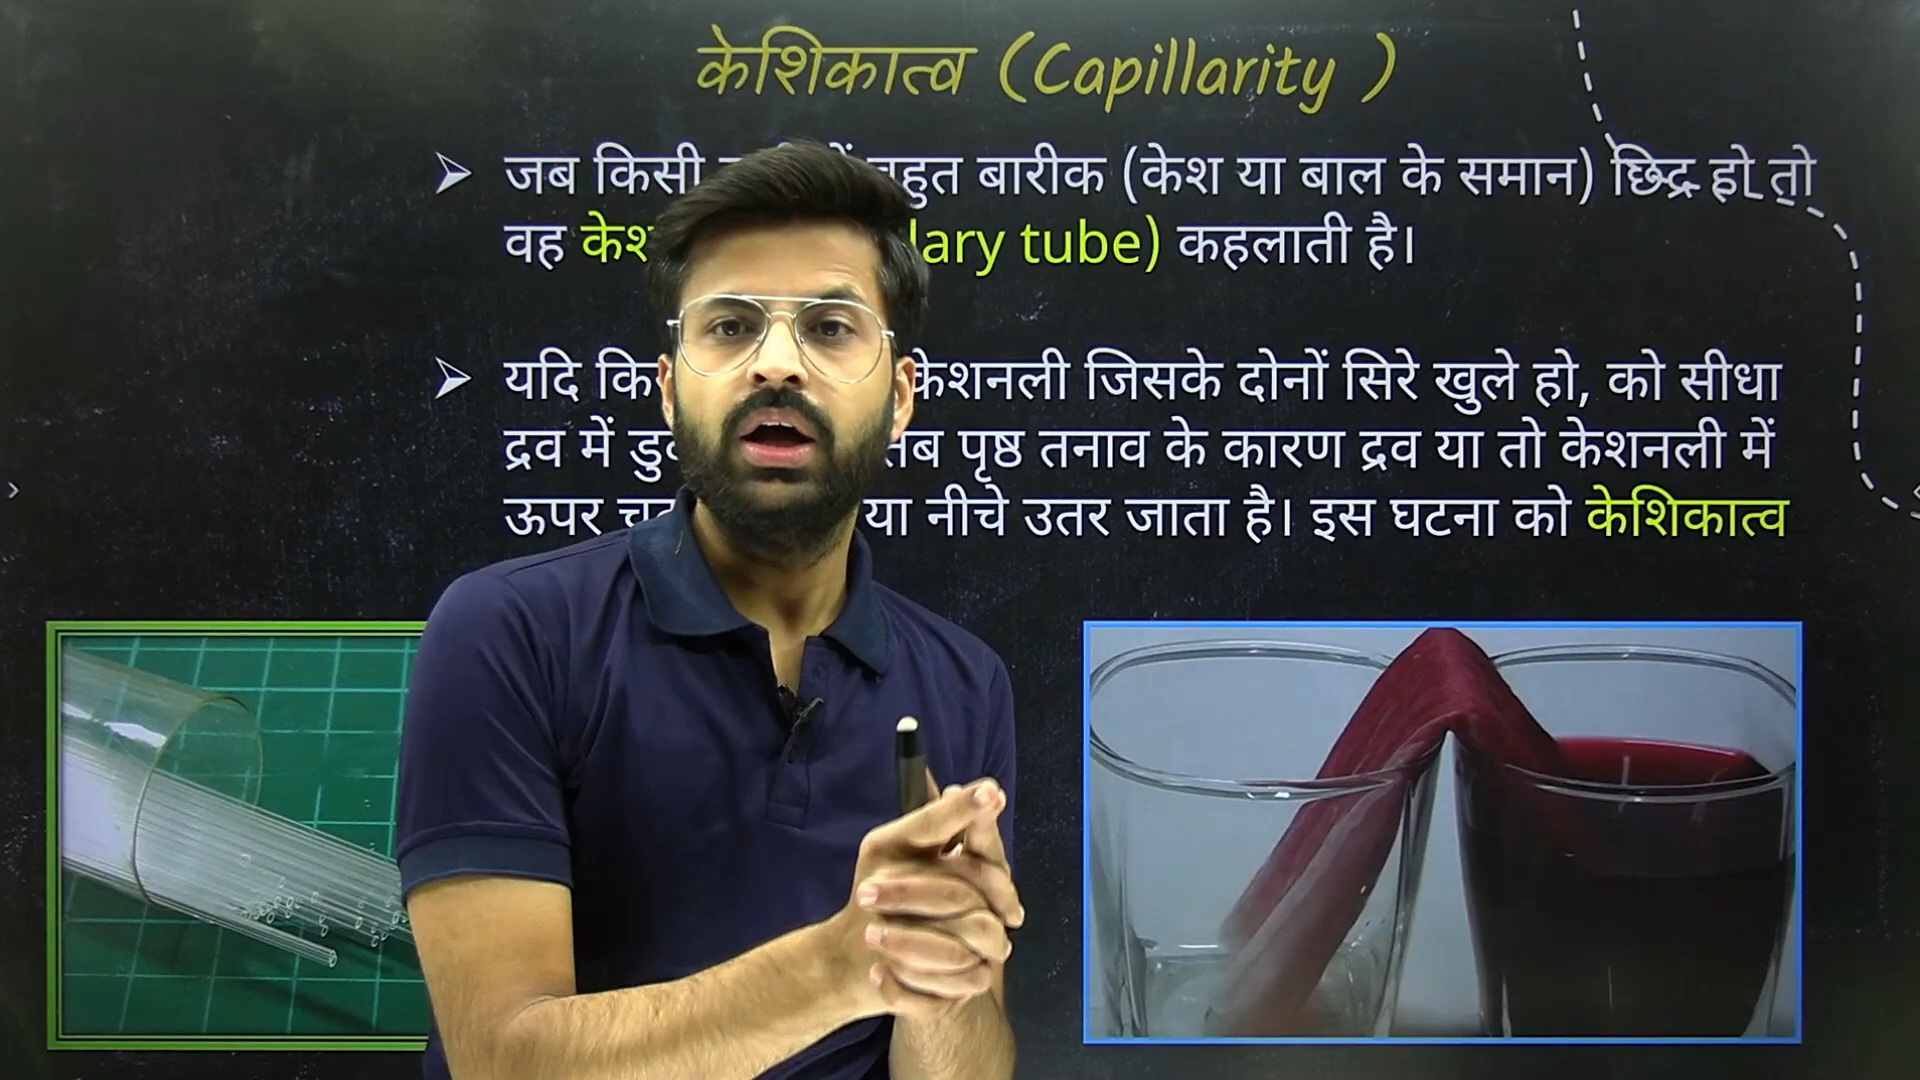 केशिकात्व (Capillarity )
जब किसी बहुत बारीक (केश या बाल के समान) छिद्र हो तो
वह tube) कहलाती है।
यदि केशनली जिसके दोनों सिरे खुले हो, को सीधा
द्रव में तब पृष्ठ तनाव के कारण द्रव या तो केशनली में
ऊपर या नीचे उतर जाता है। इस घटना को केशिकात्व